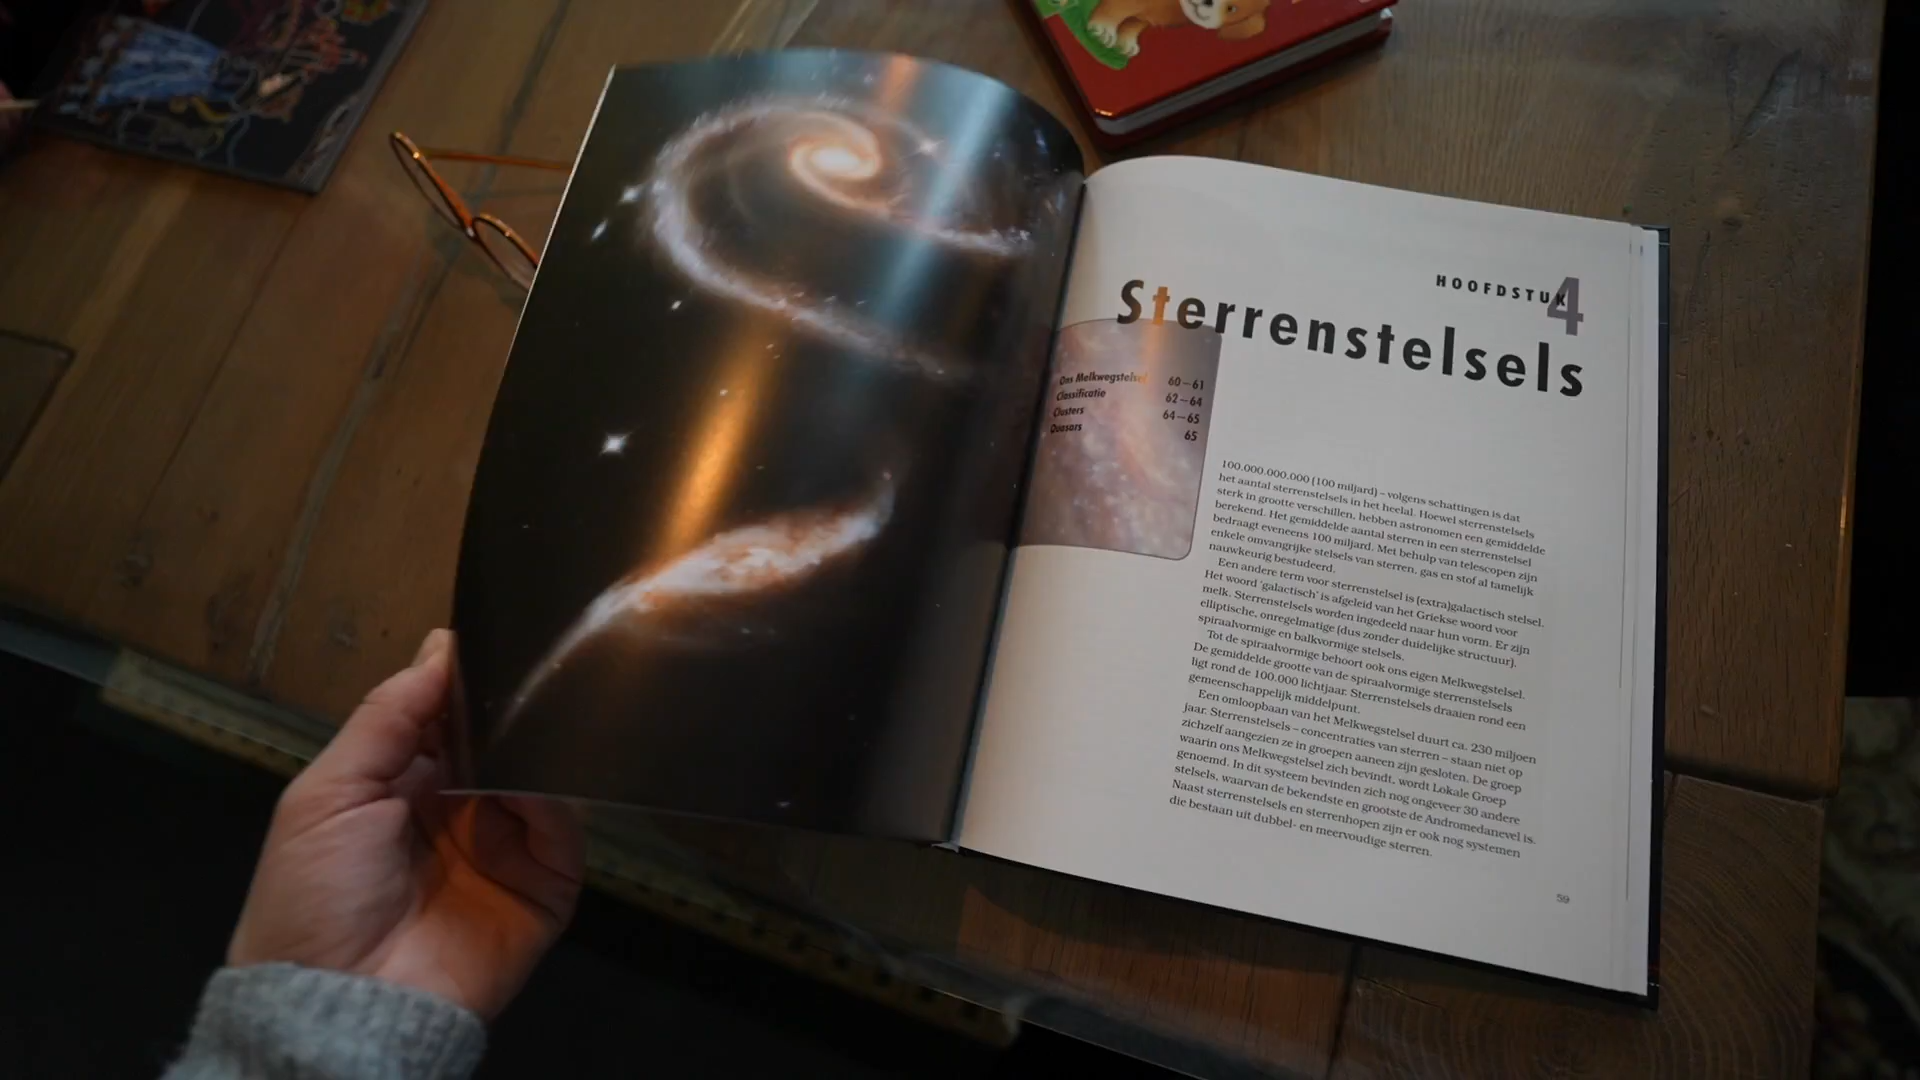 HOOFDSTUK 4
Sterrenstelsels
Ons Melkwegstelsel 60–61
Classificatie 62–64
Clusters 64–65
Quasars 65
100.000.000.000 (100 miljard) – volgens schattingen is dat
het aantal sterrenstelsels in het heelal. Hoewel sterrenstelsels
sterk in grootte verschillen, hebben astronomen een gemiddelde
berekend. Het gemiddelde aantal sterren in een sterrenstelsel
bedraagt eveneens 100 miljard. Met behulp van telescopen zijn
enkele omvangrijke stelsels van sterren, gas en stof al tamelijk
nauwkeurig bestudeerd.
Een andere term voor sterrenstelsel is (extra)galactisch stelsel.
Het woord 'galactisch' is afgeleid van het Griekse woord voor
melk. Sterrenstelsels worden ingedeeld naar hun vorm. Er zijn
elliptische, onregelmatige (dus zonder duidelijke structuur),
spiraalvormige en balkvormige stelsels.
Tot de spiraalvormige behoort ook ons eigen Melkwegstelsel.
De gemiddelde grootte van de spiraalvormige sterrenstelsels
ligt rond de 100.000 lichtjaar. Sterrenstelsels draaien rond een
gemeenschappelijk middelpunt.
Een omloopbaan van het Melkwegstelsel duurt ca. 230 miljoen
jaar. Sterrenstelsels – concentraties van sterren – staan niet op
zichzelf aangezien ze in groepen aaneen zijn gesloten. De groep
waarin ons Melkwegstelsel zich bevindt, wordt Lokale Groep
genoemd. In dit systeem bevinden zich nog ongeveer 30 andere
stelsels, waarvan de bekendste en grootste de Andromedanevel is.
Naast sterrenstelsels en sterrenhopen zijn er ook nog systemen
die bestaan uit dubbel- en meervoudige sterren.
59